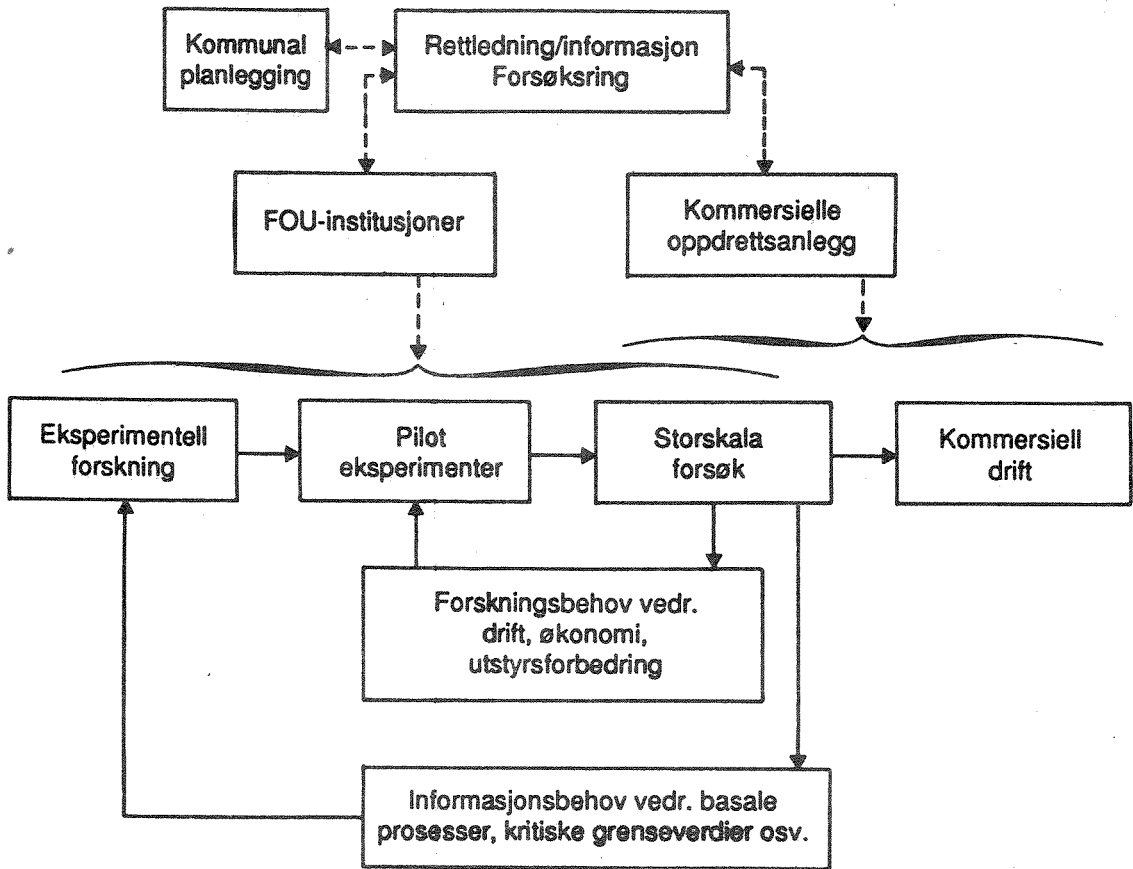 Kommunal
planlegging
Rettledning/informasjon
Forsøksring
FOU-institusjoner
Kommersielle
oppdrettsanlegg
Eksperimentell
forskning
Pilot
eksperimenter
Storskala
forsøk
Kommersiell
drift
Forskningsbehov vedr.
drift, økonomi,
utstyrsforbedring
Informasjonsbehov vedr. basale
prosesser, kritiske grenseverdier osv.